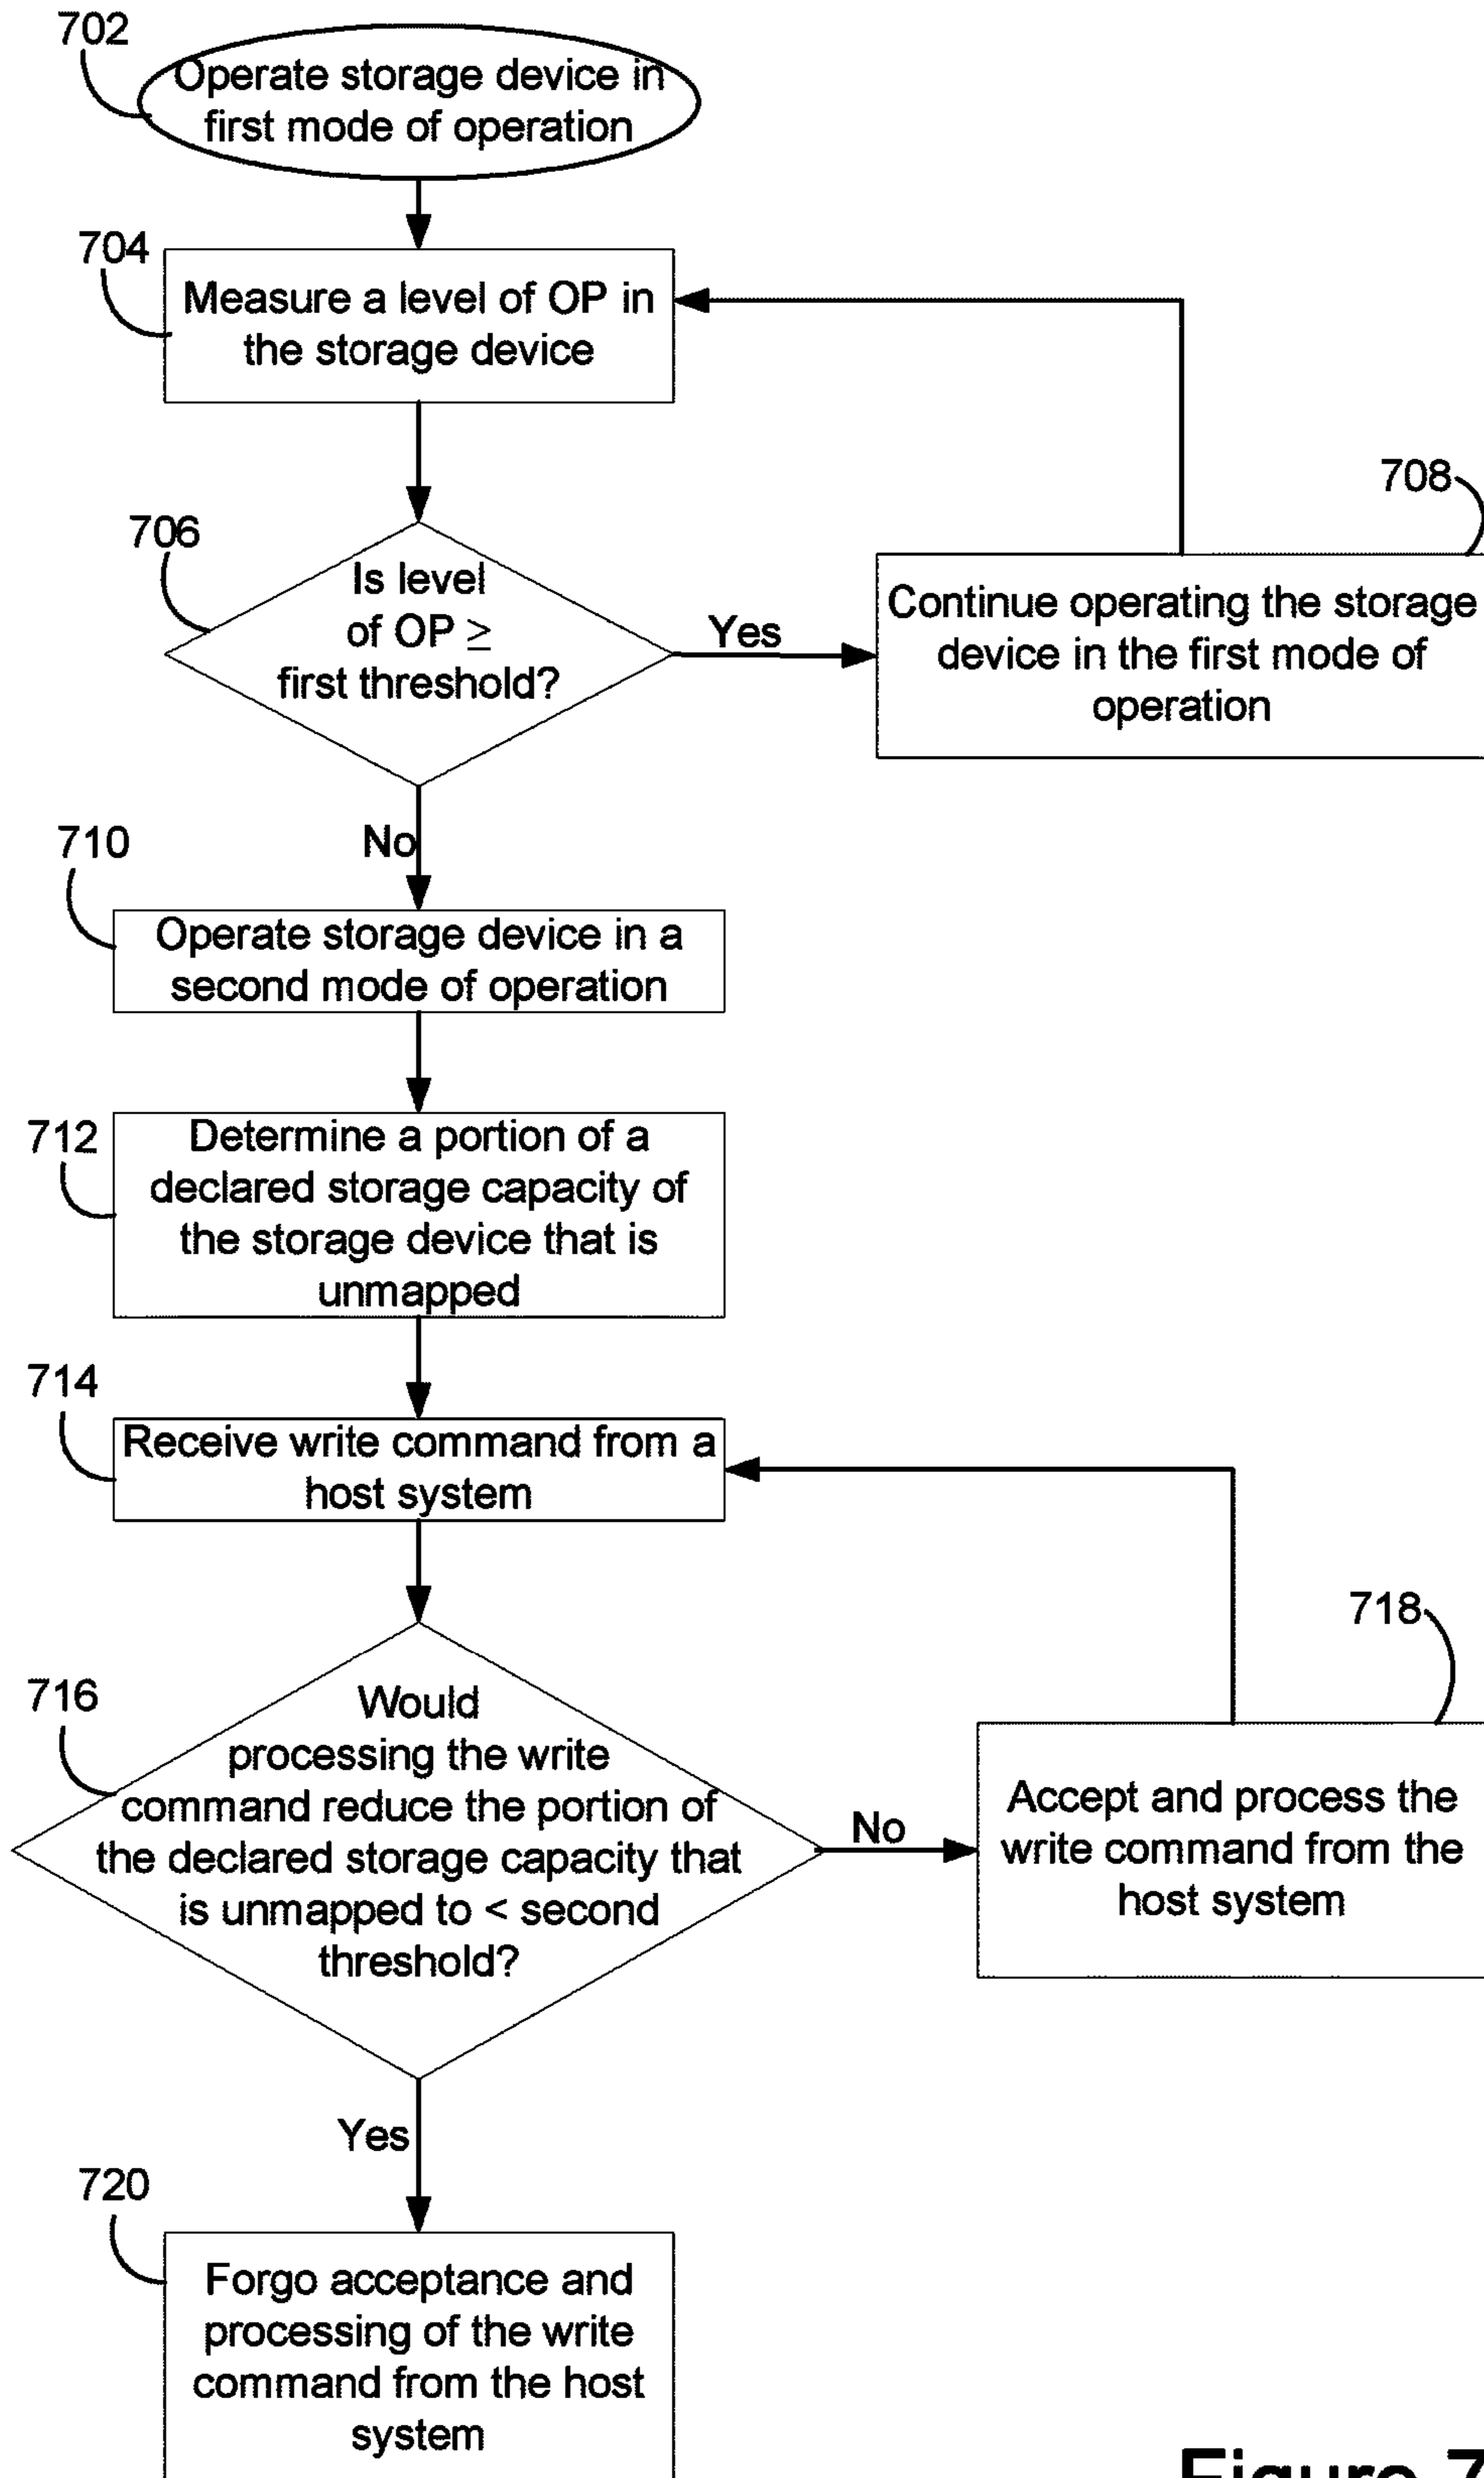 702
Operate storage device in
first mode of operation
704
Measure a level of OP in
the storage device
706
Is level
of OP ≥
first threshold?
Yes
708
Continue operating the storage
device in the first mode of
operation
No
710
Operate storage device in a
second mode of operation
712
Determine a portion of a
declared storage capacity of
the storage device that is
unmapped
714
Receive write command from a
host system
716
Would
processing the write
command reduce the portion of
the declared storage capacity that
is unmapped to < second
threshold?
No
718
Accept and process the
write command from the
host system
Yes
720
Forgo acceptance and
processing of the write
command from the host
system
Figure 7